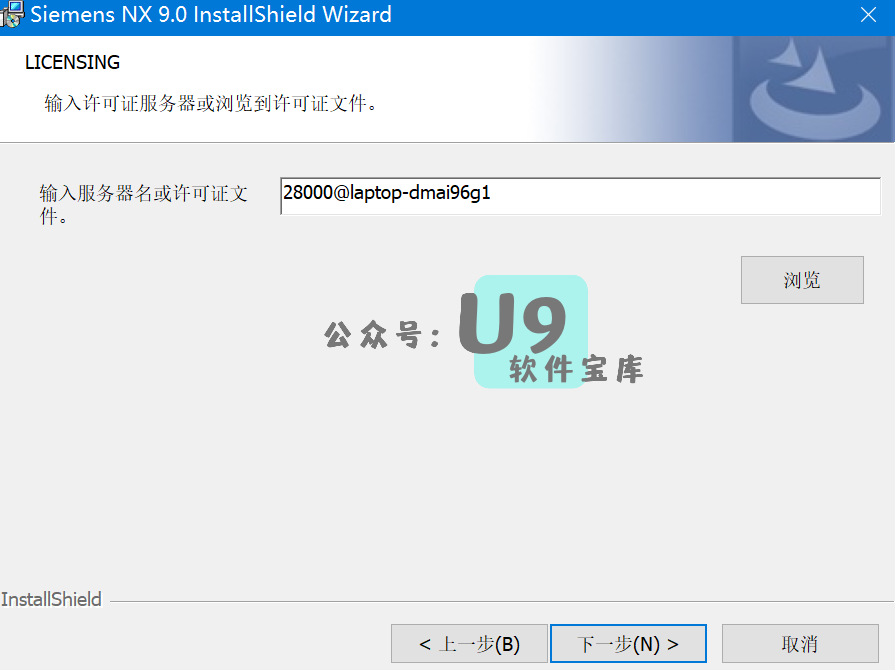 Siemens NX 9.0 InstallShield Wizard
LICENSING
输入许可证服务器或浏览到许可证文件。
输入服务器名或许可证文
件。
28000@laptop-dmai96g1
浏览
公众号：U9
软件宝库
InstallShield
< 上一步(B)
下一步(N) >
取消